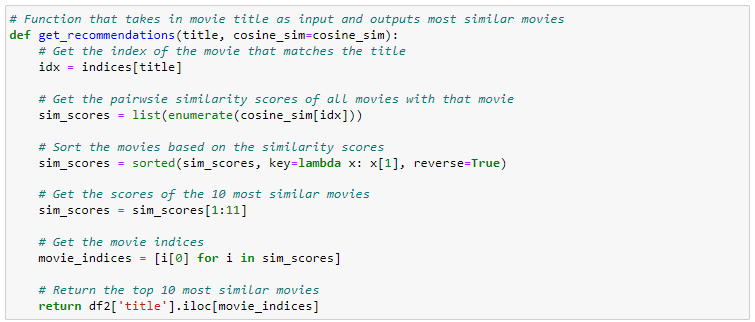 # Function that takes in movie title as input and outputs most similar movies
def get_recommendations(title, cosine_sim=cosine_sim):
    # Get the index of the movie that matches the title
    idx = indices[title]

    # Get the pairwsie similarity scores of all movies with that movie
    sim_scores = list(enumerate(cosine_sim[idx]))

    # Sort the movies based on the similarity scores
    sim_scores = sorted(sim_scores, key=lambda x: x[1], reverse=True)

    # Get the scores of the 10 most similar movies
    sim_scores = sim_scores[1:11]

    # Get the movie indices
    movie_indices = [i[0] for i in sim_scores]

    # Return the top 10 most similar movies
    return df2['title'].iloc[movie_indices]